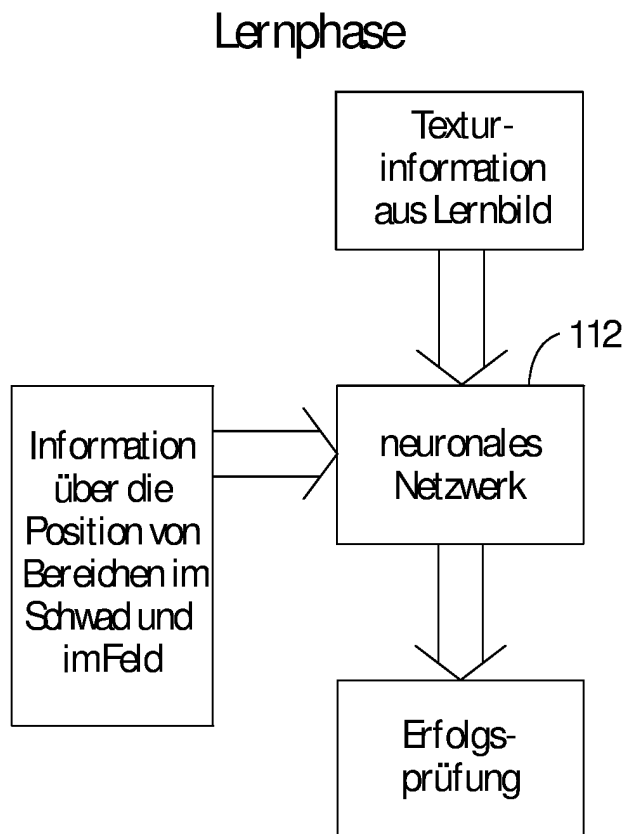 Lernphase
Textur-
information
aus Lernbild
112
Information
über die
Position von
Bereichen im
Schwad und
im Feld
neuronales
Netzwerk
Erfolgs-
prüfung